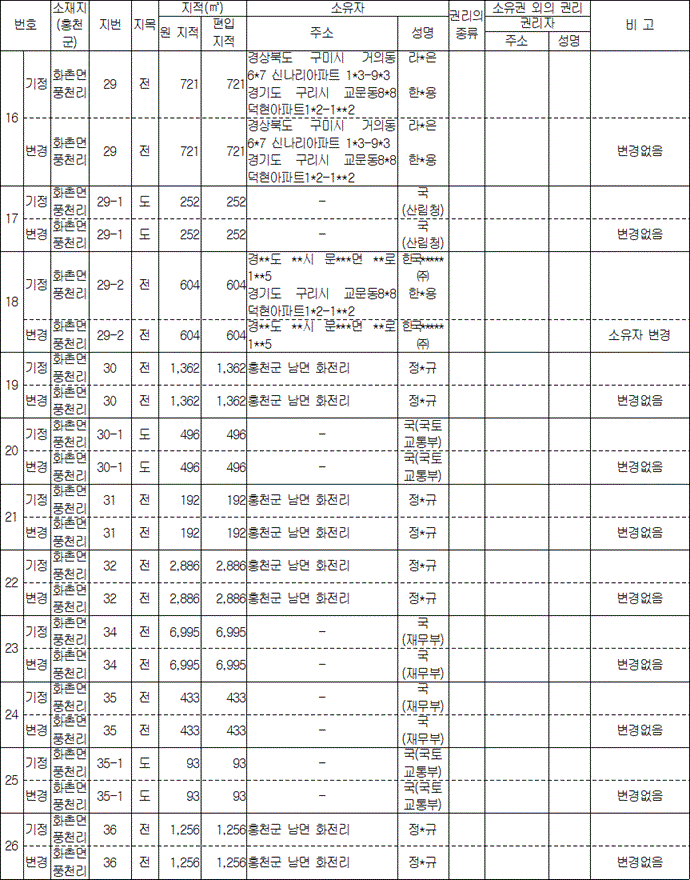 번호 소재지(홍천군) 지번 지목 지적(㎡) 소유자 권리의 종류 소유권 외의 권리 비 고
원 지적 편입 지적 주소 성명 권리자
주소 성명
16 기정 화촌면 풍천리 29 전 721 721 경상북도 구미시 거의동 라*은
6*7 신나리아파트 1*3-9*3
경기도 구리시 교문동8*8 한*용
덕현아파트1*2-1**2
변경 화촌면 풍천리 29 전 721 721 경상북도 구미시 거의동 라*은 변경없음
6*7 신나리아파트 1*3-9*3
경기도 구리시 교문동8*8 한*용
덕현아파트1*2-1**2
17 기정 화촌면 풍천리 29-1 도 252 252 - 국(산림청)
변경 화촌면 풍천리 29-1 도 252 252 - 국(산림청) 변경없음
18 기정 화촌면 풍천리 29-2 전 604 604 경**도 **시 문***면 **로 한국*****
1**5 ㈜
경기도 구리시 교문동8*8 한*용
덕현아파트1*2-1**2
변경 화촌면 풍천리 29-2 전 604 604 경**도 **시 문***면 **로 한국***** 소유자 변경
1**5 ㈜
19 기정 화촌면 풍천리 30 전 1,362 1,362 홍천군 남면 화전리 정*규
변경 화촌면 풍천리 30 전 1,362 1,362 홍천군 남면 화전리 정*규 변경없음
20 기정 화촌면 풍천리 30-1 도 496 496 - 국(국토교통부)
변경 화촌면 풍천리 30-1 도 496 496 - 국(국토교통부) 변경없음
21 기정 화촌면 풍천리 31 전 192 192 홍천군 남면 화전리 정*규
변경 화촌면 풍천리 31 전 192 192 홍천군 남면 화전리 정*규 변경없음
22 기정 화촌면 풍천리 32 전 2,886 2,886 홍천군 남면 화전리 정*규
변경 화촌면 풍천리 32 전 2,886 2,886 홍천군 남면 화전리 정*규 변경없음
23 기정 화촌면 풍천리 34 전 6,995 6,995 - 국(재무부)
변경 화촌면 풍천리 34 전 6,995 6,995 - 국(재무부) 변경없음
24 기정 화촌면 풍천리 35 전 433 433 - 국(재무부)
변경 화촌면 풍천리 35 전 433 433 - 국(재무부) 변경없음
25 기정 화촌면 풍천리 35-1 도 93 93 - 국(국토교통부)
변경 화촌면 풍천리 35-1 도 93 93 - 국(국토교통부) 변경없음
26 기정 화촌면 풍천리 36 전 1,256 1,256 홍천군 남면 화전리 정*규
변경 화촌면 풍천리 36 전 1,256 1,256 홍천군 남면 화전리 정*규 변경없음